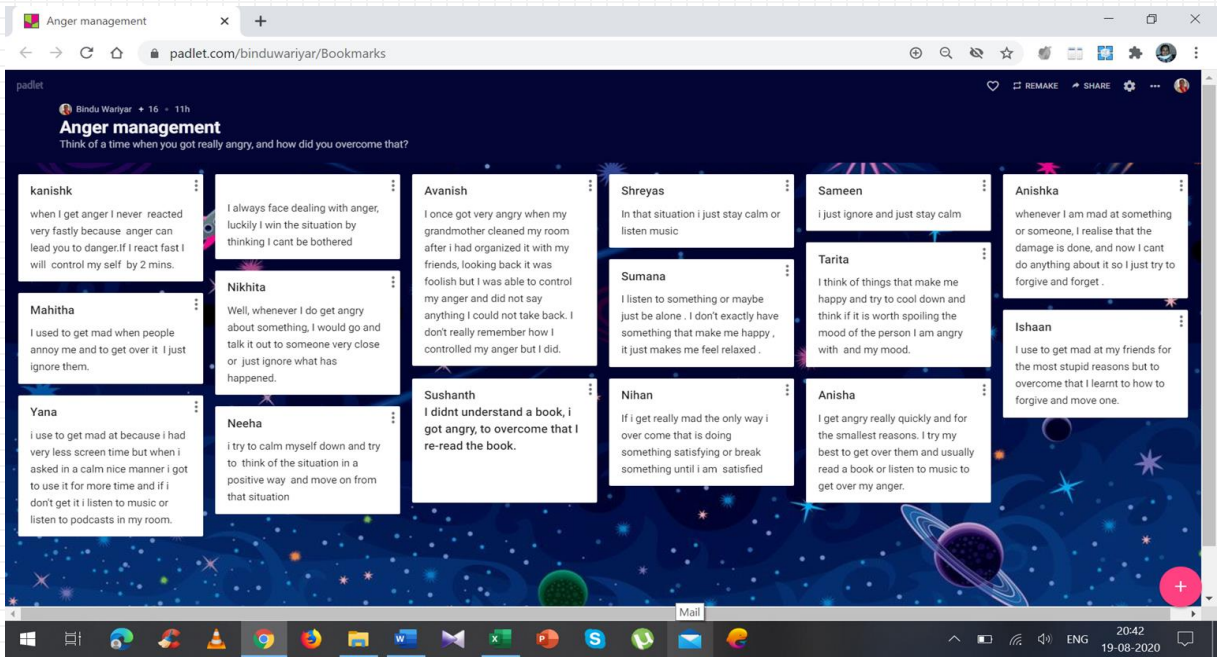 Anger management
padlet.com/binduwariyar/Bookmarks
padlet
REMAKE
SHARE
Bindu Wariyar + 16 • 11h
Anger management
Think of a time when you got really angry, and how did you overcome that?
kanishk
when I get anger I never reacted
very fastly because anger can
lead you to danger.If I react fast I
will control my self by 2 mins.
Mahitha
I used to get mad when people
annoy me and to get over it I just
ignore them.
Yana
i use to get mad at because i had
very less screen time but when i
asked in a calm nice manner i got
to use it for more time and if i
don't get it i listen to music or
listen to podcasts in my room.
I always face dealing with anger,
luckily I win the situation by
thinking I cant be bothered
Nikhita
Well, whenever I do get angry
about something, I would go and
talk it out to someone very close
or just ignore what has
happened.
Neeha
i try to calm myself down and try
to think of the situation in a
positive way and move on from
that situation
Avanish
I once got very angry when my
grandmother cleaned my room
after i had organized it with my
friends, looking back it was
foolish but I was able to control
my anger and did not say
anything I could not take back. I
don't really remember how I
controlled my anger but I did.
Sushanth
I didnt understand a book, i
got angry, to overcome that I
re-read the book.
Shreyas
In that situation i just stay calm or
listen music
Sumana
I listen to something or maybe
just be alone . I don't exactly have
something that make me happy ,
it just makes me feel relaxed .
Nihan
If i get really mad the only way i
over come that is doing
something satisfying or break
something until i am satisfied
Sameen
i just ignore and just stay calm
Tarita
I think of things that make me
happy and try to cool down and
think if it is worth spoiling the
mood of the person I am angry
with and my mood.
Anisha
I get angry really quickly and for
the smallest reasons. I try my
best to get over them and usually
read a book or listen to music to
get over my anger.
Anishka
whenever I am mad at something
or someone, I realise that the
damage is done, and now I cant
do anything about it so I just try to
forgive and forget .
Ishaan
I use to get mad at my friends for
the most stupid reasons but to
overcome that I learnt to how to
forgive and move one.
Mail
ENG
20:42
19-08-2020